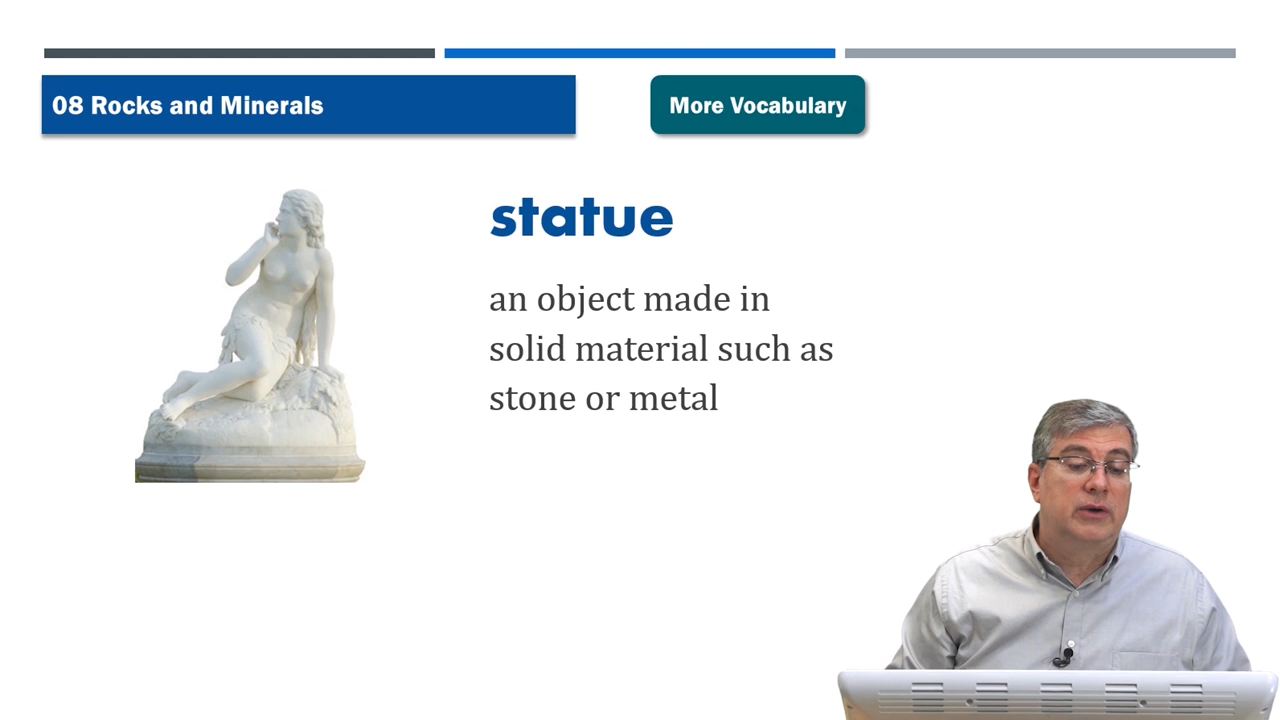 08 Rocks and Minerals
More Vocabulary
statue
an object made in
solid material such as
stone or metal